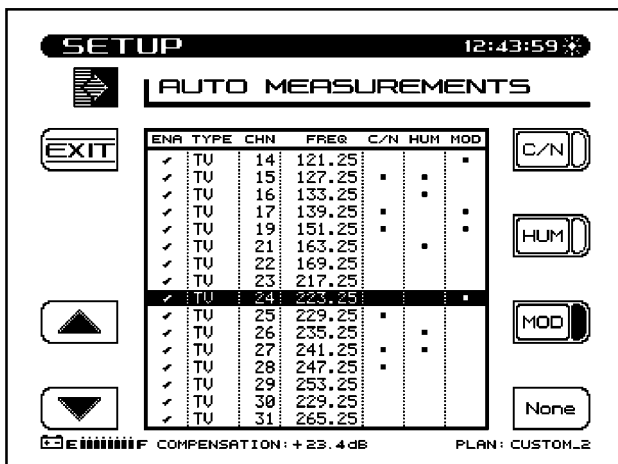 SETUP 12:43:59
AUTO MEASUREMENTS
EXIT
ENA TYPE CHN FREQ C/N HUM MOD
✓ TV 14 121.25 ▪
✓ TV 15 127.25 ▪ ▪
✓ TV 16 133.25 ▪
✓ TV 17 139.25 ▪ ▪
✓ TV 19 151.25 ▪ ▪
✓ TV 21 163.25 ▪
✓ TV 22 169.25
✓ TV 23 217.25
✓ TV 24 223.25 ▪
✓ TV 25 229.25 ▪
✓ TV 26 235.25 ▪
✓ TV 27 241.25 ▪ ▪
✓ TV 28 247.25 ▪
✓ TV 29 253.25
✓ TV 30 229.25
✓ TV 31 265.25
C/N
HUM
MOD
None
E F COMPENSATION:+23.4dB PLAN: CUSTOM_2